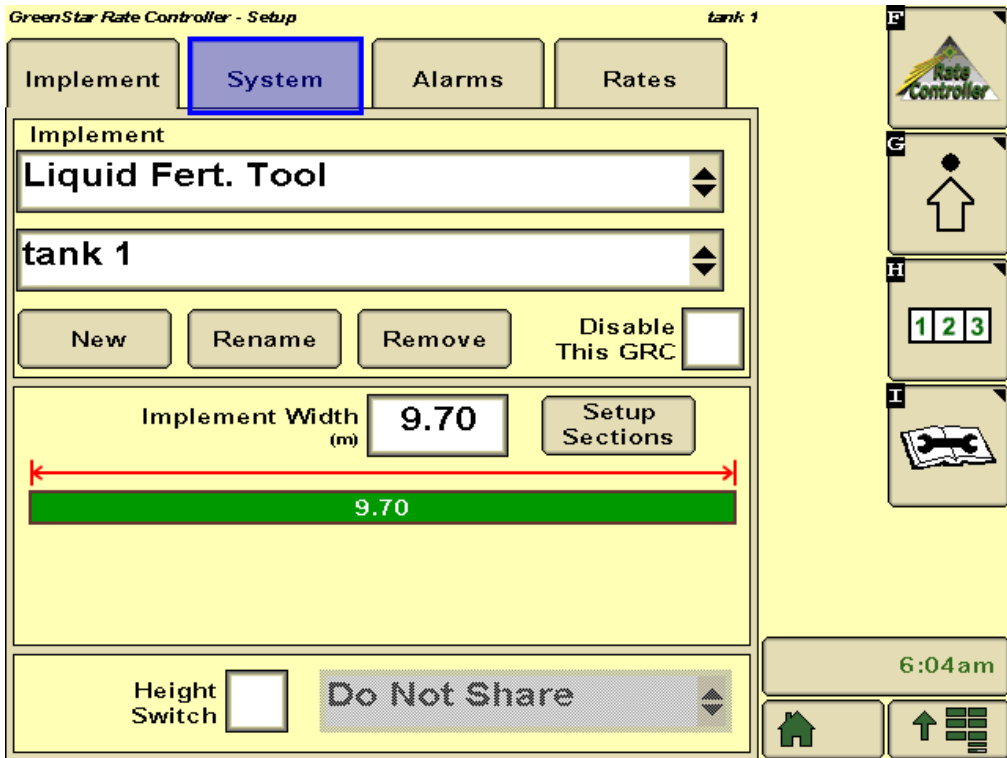 GreenStar Rate Controller - Setup
tank 1
Implement
System
Alarms
Rates
Implement
Liquid Fert. Tool
tank 1
New
Rename
Remove
Disable
This GRC
Implement Width
(m)
9.70
Setup
Sections
9.70
Height
Switch
Do Not Share
F
Rate
Controller
G
H
1 2 3
I
6:04am